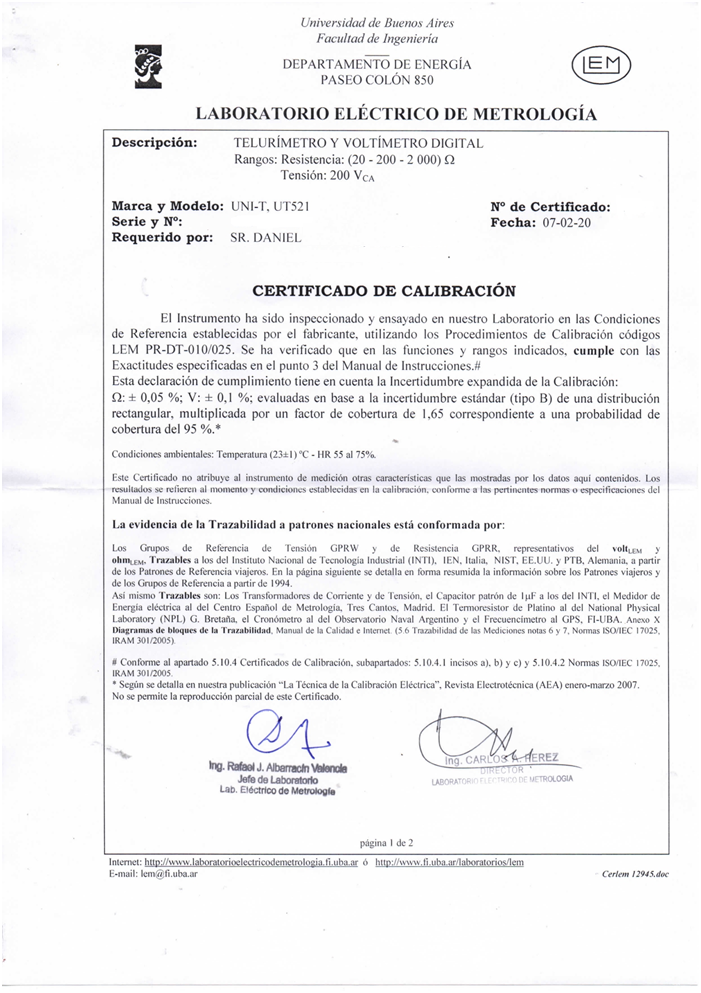 Universidad de Buenos Aires
Facultad de Ingeniería
DEPARTAMENTO DE ENERGÍA
PASEO COLÓN 850
LEM
LABORATORIO ELÉCTRICO DE METROLOGÍA
Descripción: TELURÍMETRO Y VOLTÍMETRO DIGITAL
Rangos: Resistencia: (20 - 200 - 2 000) Ω
Tensión: 200 VCA
Marca y Modelo: UNI-T, UT521
Nº de Certificado:
Serie y Nº:
Fecha: 07-02-20
Requerido por: SR. DANIEL
CERTIFICADO DE CALIBRACIÓN
El Instrumento ha sido inspeccionado y ensayado en nuestro Laboratorio en las Condiciones
de Referencia establecidas por el fabricante, utilizando los Procedimientos de Calibración códigos
LEM PR-DT-010/025. Se ha verificado que en las funciones y rangos indicados, cumple con las
Exactitudes especificadas en el punto 3 del Manual de Instrucciones.#
Esta declaración de cumplimiento tiene en cuenta la Incertidumbre expandida de la Calibración:
Ω: ± 0,05 %; V: ± 0,1 %; evaluadas en base a la incertidumbre estándar (tipo B) de una distribución
rectangular, multiplicada por un factor de cobertura de 1,65 correspondiente a una probabilidad de
cobertura del 95 %.*
Condiciones ambientales: Temperatura (23±1) ºC - HR 55 al 75%.
Este Certificado no atribuye al instrumento de medición otras características que las mostradas por los datos aquí contenidos. Los
resultados se refieren al momento y condiciones establecidas en la calibración, conforme a las pertinentes normas o especificaciones del
Manual de Instrucciones.
La evidencia de la Trazabilidad a patrones nacionales está conformada por:
Los Grupos de Referencia de Tensión GPRW y de Resistencia GPRR, representativos del voltLEM y
ohmLEM, Trazables a los del Instituto Nacional de Tecnología Industrial (INTI), IEN, Italia, NIST, EE.UU. y PTB, Alemania, a partir
de los Patrones de Referencia viajeros. En la página siguiente se detalla en forma resumida la información sobre los Patrones viajeros y
de los Grupos de Referencia a partir de 1994.
Así mismo Trazables son: Los Transformadores de Corriente y de Tensión, el Capacitor patrón de 1µF a los del INTI, el Medidor de
Energía eléctrica al del Centro Español de Metrología, Tres Cantos, Madrid. El Termoresistor de Platino al del National Physical
Laboratory (NPL) G. Bretaña, el Cronómetro al del Observatorio Naval Argentino y el Frecuencímetro al GPS, FI-UBA. Anexo X
Diagramas de bloques de la Trazabilidad, Manual de la Calidad e Internet. (5.6 Trazabilidad de las Mediciones notas 6 y 7, Normas ISO/IEC 17025,
IRAM 301/2005).
# Conforme al apartado 5.10.4 Certificados de Calibración, subapartados: 5.10.4.1 incisos a), b) y c) y 5.10.4.2 Normas ISO/IEC 17025,
IRAM 301/2005.
* Según se detalla en nuestra publicación "La Técnica de la Calibración Eléctrica", Revista Electrotécnica (AEA) enero-marzo 2007.
No se permite la reproducción parcial de este Certificado.
Ing. Rafael J. Albarracín Valencia
Jefe de Laboratorio
Lab. Eléctrico de Metrología
Ing. CARLOS A. PEREZ
DIRECTOR
LABORATORIO ELECTRICO DE METROLOGIA
página 1 de 2
Internet: http://www.laboratorioelectricodemetrologia.fi.uba.ar ó http://www.fi.uba.ar/laboratorios/lem
E-mail: lem@fi.uba.ar
Cerlem 12945.doc